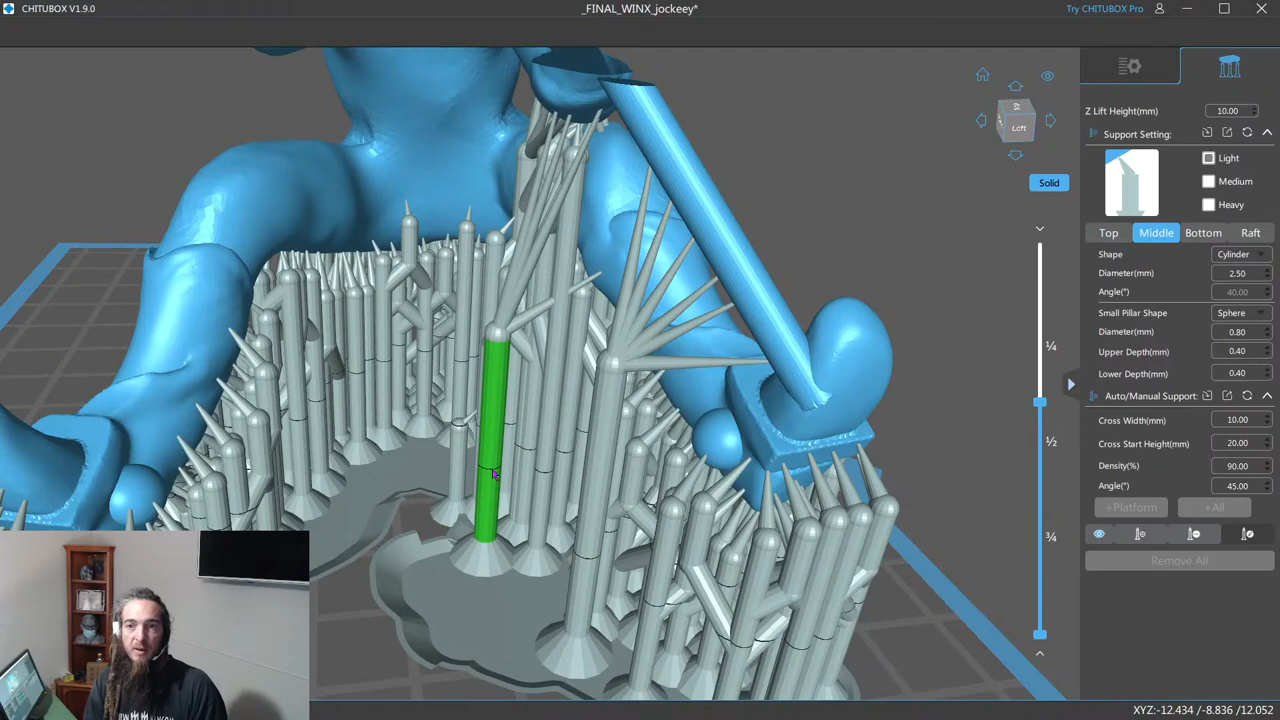 CHITUBOX V1.9.0
_FINAL_WINX_jockeey*
Try CHITUBOX Pro
Z Lift Height(mm) 10.00
Support Setting:
Light
Medium
Heavy
Left
Solid
Top Middle Bottom Raft
Shape Cylinder
Diameter(mm) 2.50
Angle(°) 40.00
Small Pillar Shape Sphere
Diameter(mm) 0.80
Upper Depth(mm) 0.40
Lower Depth(mm) 0.40
Auto/Manual Support:
Cross Width(mm) 10.00
Cross Start Height(mm) 20.00
Density(%) 90.00
Angle(°) 45.00
+Platform +All
Remove All
¼
½
¾
XYZ:-12.434 /-8.836 /12.052